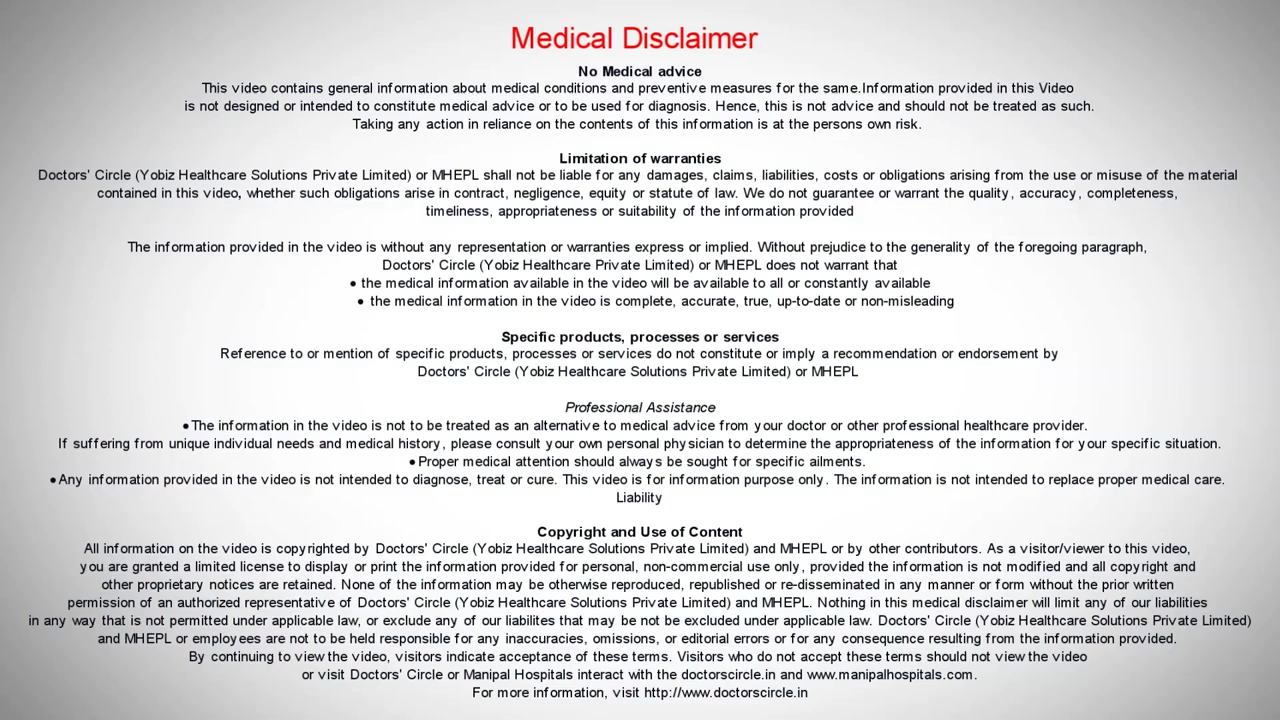 Medical Disclaimer
No Medical advice
This video contains general information about medical conditions and preventive measures for the same.Information provided in this Video
is not designed or intended to constitute medical advice or to be used for diagnosis. Hence, this is not advice and should not be treated as such.
Taking any action in reliance on the contents of this information is at the persons own risk.
Limitation of warranties
Doctors' Circle (Yobiz Healthcare Solutions Private Limited) or MHEPL shall not be liable for any damages, claims, liabilities, costs or obligations arising from the use or misuse of the material
contained in this video, whether such obligations arise in contract, negligence, equity or statute of law. We do not guarantee or warrant the quality, accuracy, completeness,
timeliness, appropriateness or suitability of the information provided
The information provided in the video is without any representation or warranties express or implied. Without prejudice to the generality of the foregoing paragraph,
Doctors' Circle (Yobiz Healthcare Private Limited) or MHEPL does not warrant that
• the medical information available in the video will be available to all or constantly available
• the medical information in the video is complete, accurate, true, up-to-date or non-misleading
Specific products, processes or services
Reference to or mention of specific products, processes or services do not constitute or imply a recommendation or endorsement by
Doctors' Circle (Yobiz Healthcare Solutions Private Limited) or MHEPL
Professional Assistance
•The information in the video is not to be treated as an alternative to medical advice from your doctor or other professional healthcare provider.
If suffering from unique individual needs and medical history, please consult your own personal physician to determine the appropriateness of the information for your specific situation.
•Proper medical attention should always be sought for specific ailments.
•Any information provided in the video is not intended to diagnose, treat or cure. This video is for information purpose only. The information is not intended to replace proper medical care.
Liability
Copyright and Use of Content
All information on the video is copyrighted by Doctors' Circle (Yobiz Healthcare Solutions Private Limited) and MHEPL or by other contributors. As a visitor/viewer to this video,
you are granted a limited license to display or print the information provided for personal, non-commercial use only, provided the information is not modified and all copyright and
other proprietary notices are retained. None of the information may be otherwise reproduced, republished or re-disseminated in any manner or form without the prior written
permission of an authorized representative of Doctors' Circle (Yobiz Healthcare Solutions Private Limited) and MHEPL. Nothing in this medical disclaimer will limit any of our liabilities
in any way that is not permitted under applicable law, or exclude any of our liabilites that may be not be excluded under applicable law. Doctors' Circle (Yobiz Healthcare Solutions Private Limited)
and MHEPL or employees are not to be held responsible for any inaccuracies, omissions, or editorial errors or for any consequence resulting from the information provided.
By continuing to view the video, visitors indicate acceptance of these terms. Visitors who do not accept these terms should not view the video
or visit Doctors' Circle or Manipal Hospitals interact with the doctorscircle.in and www.manipalhospitals.com.
For more information, visit http://www.doctorscircle.in